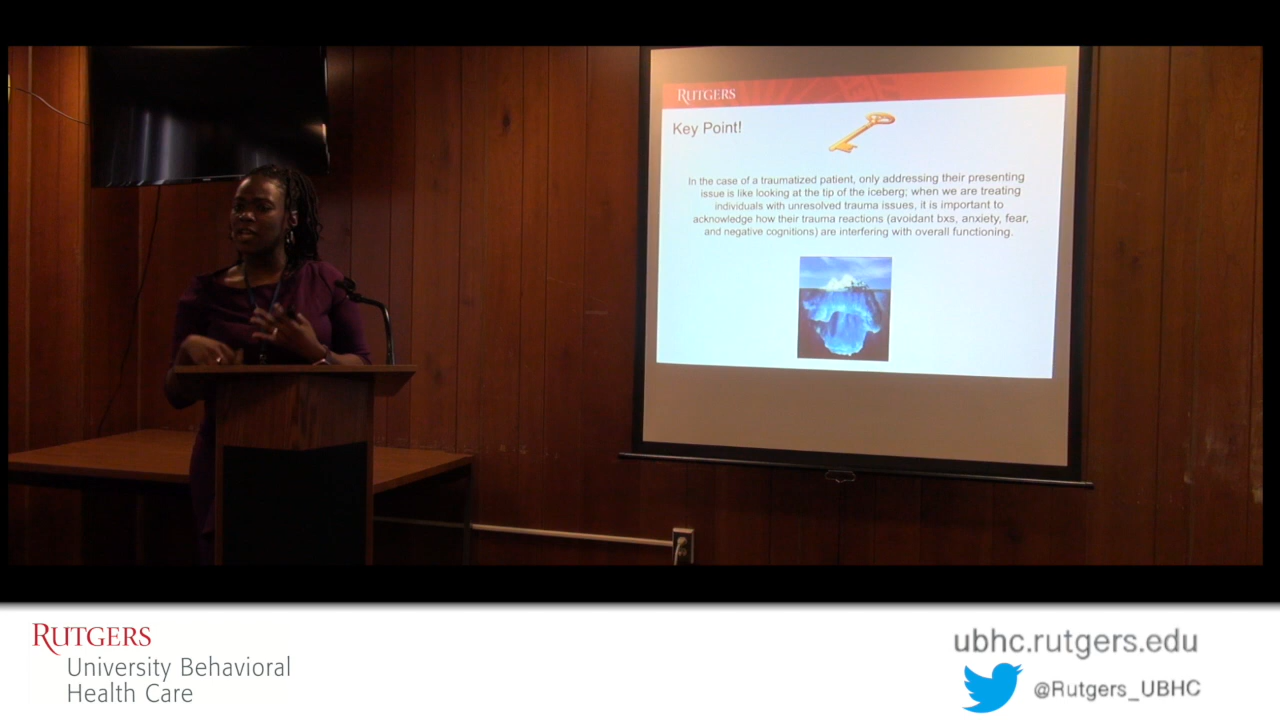 RUTGERS
Key Point!
In the case of a traumatized patient, only addressing their presenting
issue is like looking at the tip of the iceberg; when we are treating
individuals with unresolved trauma issues, it is important to
acknowledge how their trauma reactions (avoidant bxs, anxiety, fear,
and negative cognitions) are interfering with overall functioning.
RUTGERS
University Behavioral
Health Care
ubhc.rutgers.edu
@Rutgers_UBHC